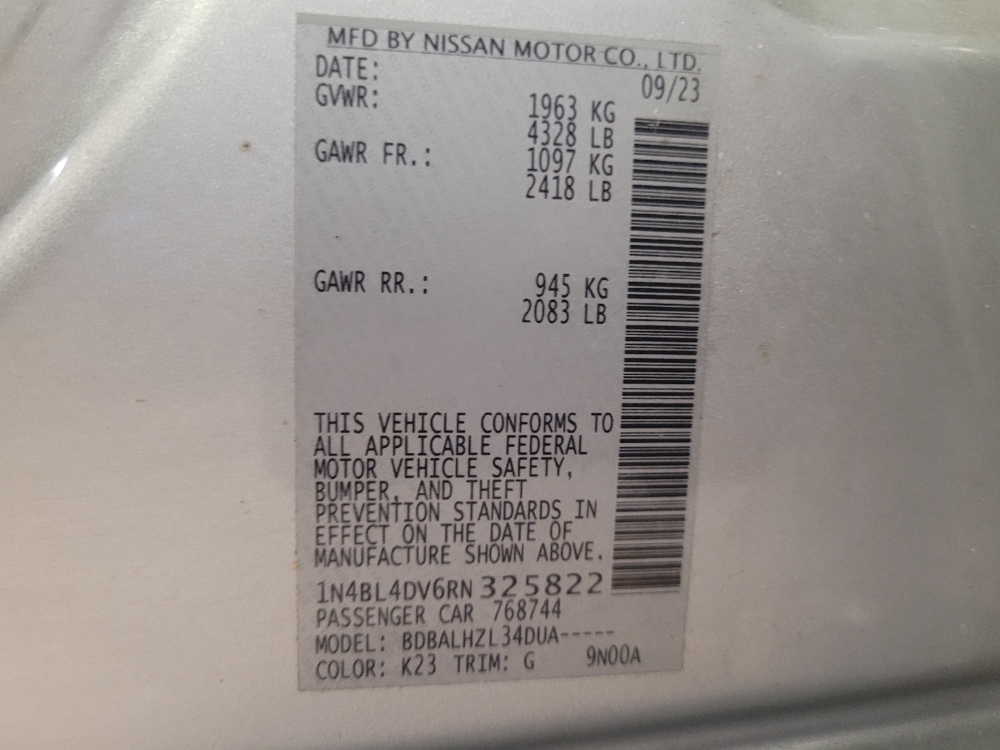 MFD BY NISSAN MOTOR CO., LTD.
DATE: 09/23
GVWR: 1963 KG
4328 LB
GAWR FR.: 1097 KG
2418 LB
GAWR RR.: 945 KG
2083 LB
THIS VEHICLE CONFORMS TO
ALL APPLICABLE FEDERAL
MOTOR VEHICLE SAFETY,
BUMPER, AND THEFT
PREVENTION STANDARDS IN
EFFECT ON THE DATE OF
MANUFACTURE SHOWN ABOVE.
1N4BL4DV6RN325822
PASSENGER CAR 768744
MODEL: BDBALHZL34DUA-----
COLOR: K23 TRIM: G 9N00A